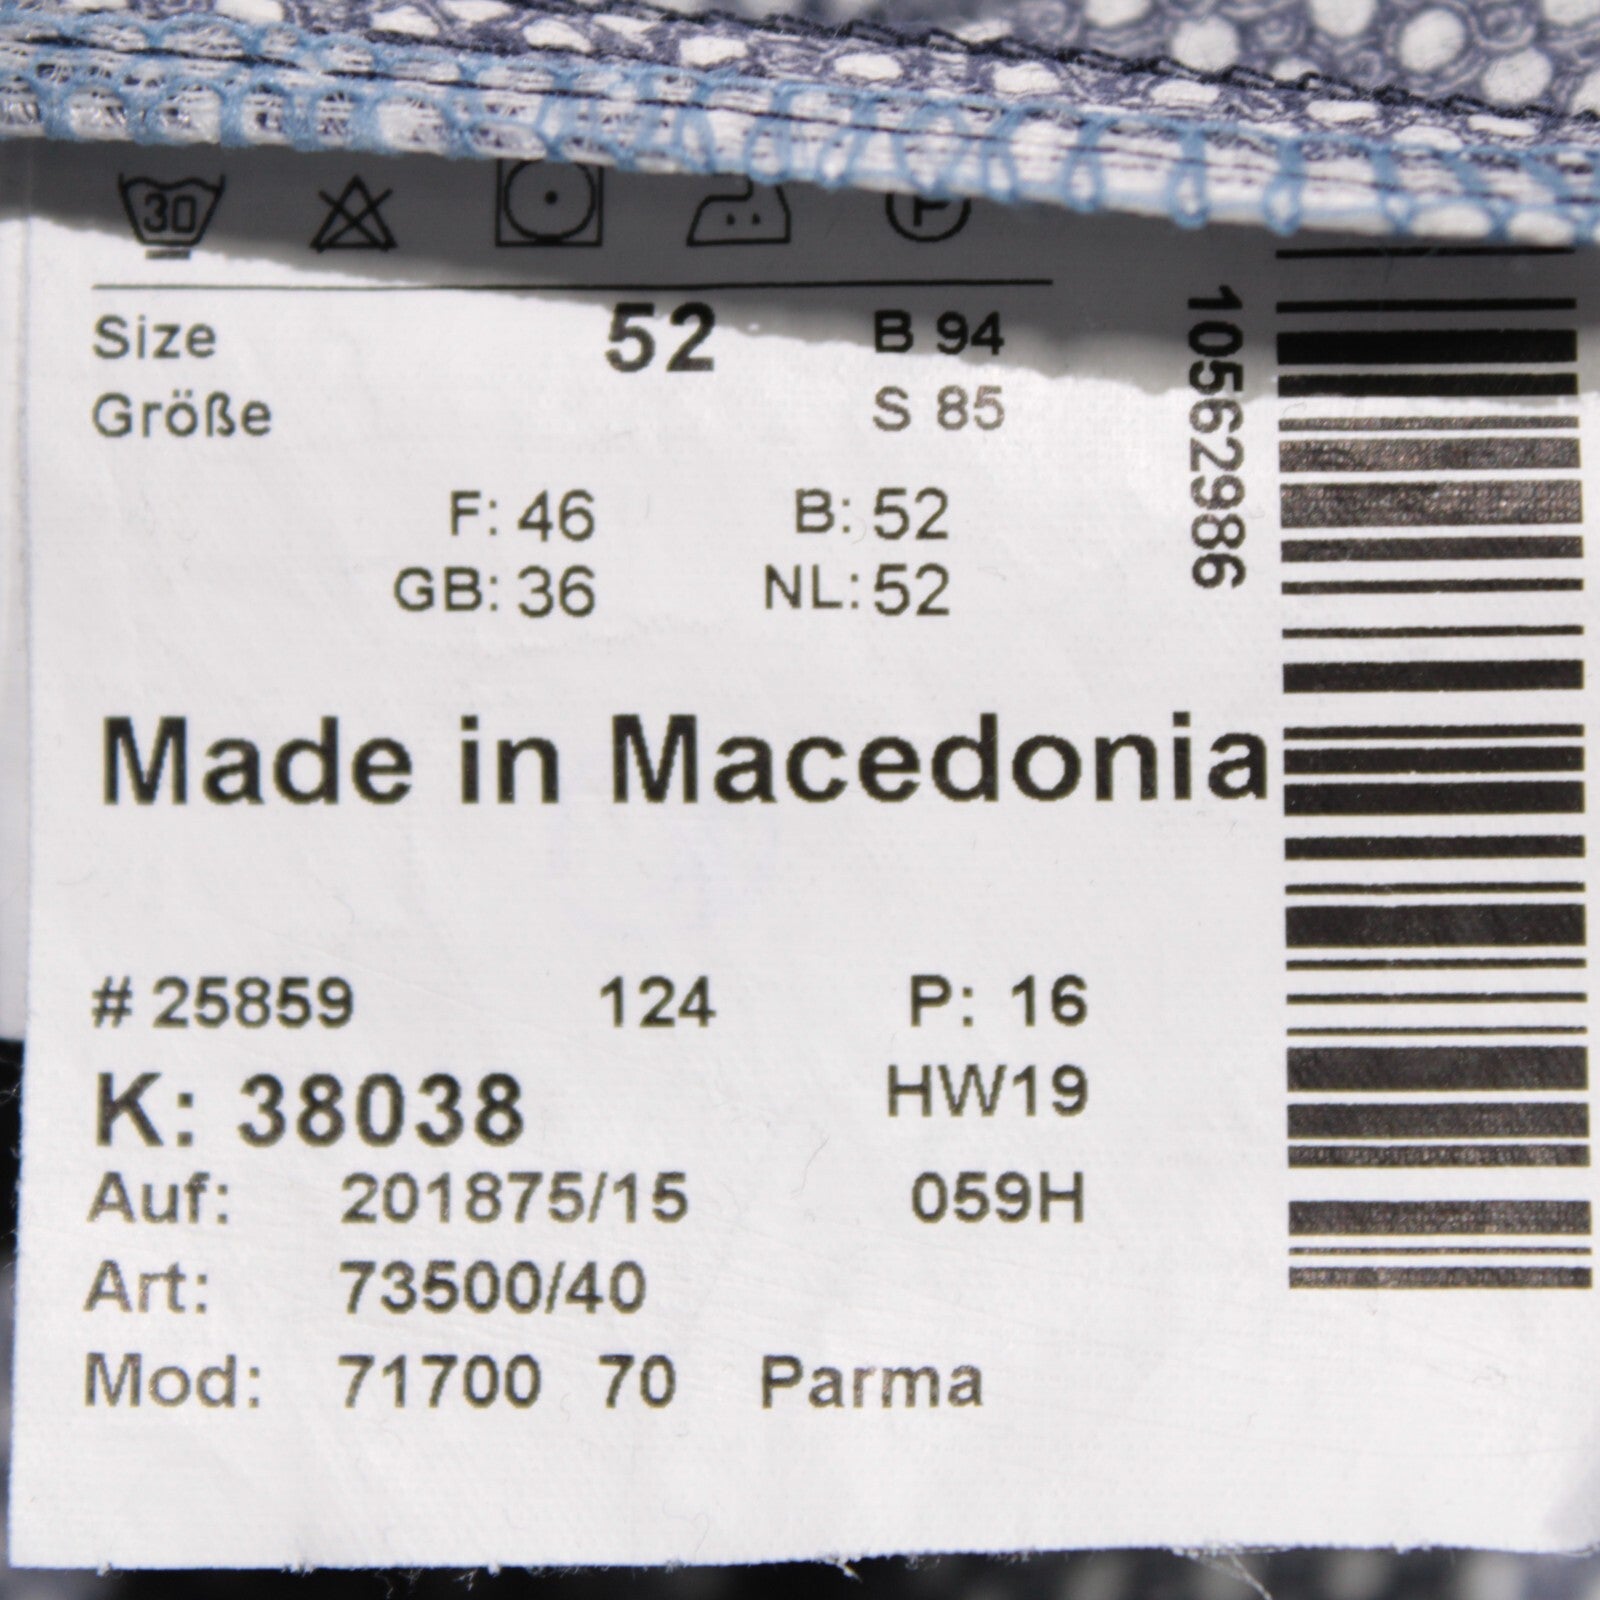 30
Size 52 B 94
Größe S 85
F: 46 B: 52
GB: 36 NL: 52
Made in Macedonia
# 25859 124 P: 16
K: 38038 HW19
Auf: 201875/15 059H
Art: 73500/40
Mod: 71700 70 Parma
10562986